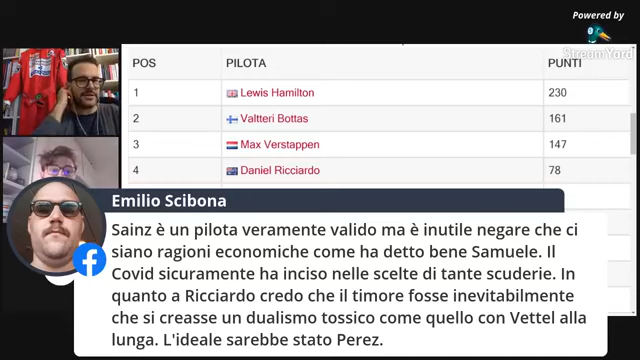 Powered by
StreamYard
POS PILOTA PUNTI
1 Lewis Hamilton 230
2 Valtteri Bottas 161
3 Max Verstappen 147
4 Daniel Ricciardo 78
Emilio Scibona
Sainz è un pilota veramente valido ma è inutile negare che ci
siano ragioni economiche come ha detto bene Samuele. Il
Covid sicuramente ha inciso nelle scelte di tante scuderie. In
quanto a Ricciardo credo che il timore fosse inevitabilmente
che si creasse un dualismo tossico come quello con Vettel alla
lunga. L'ideale sarebbe stato Perez.